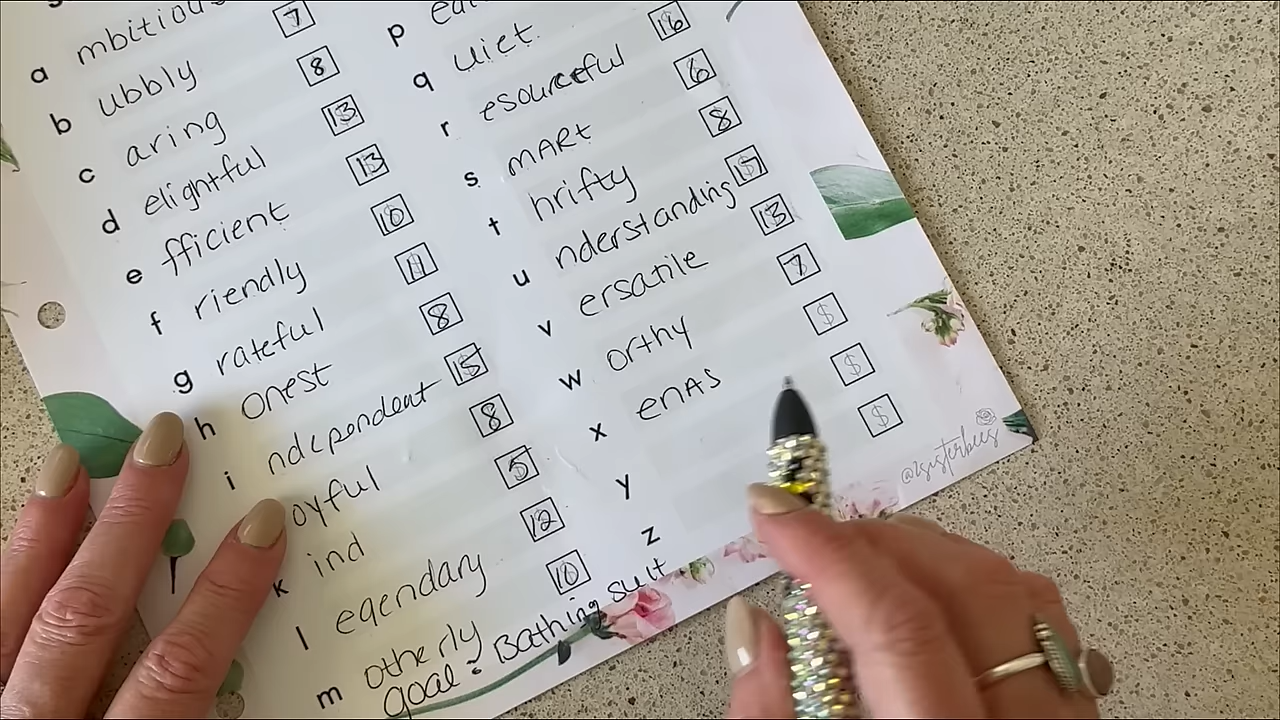 a mbitious
b ubbly 7
c aring 8
d elightful 13
e fficient 13
f riendly 10
g rateful 11
h onest 8
i ndependent 15
oyful 8
k ind 5
l egendary 12
m otherly 10
goal: Bathing suit
p
q uiet
r esourceful 16
s mARt 6
t hrifty 8
u nderstanding
v ersatile 13
w orthy 7
x enAs $
y $
z $
@2sisterbees